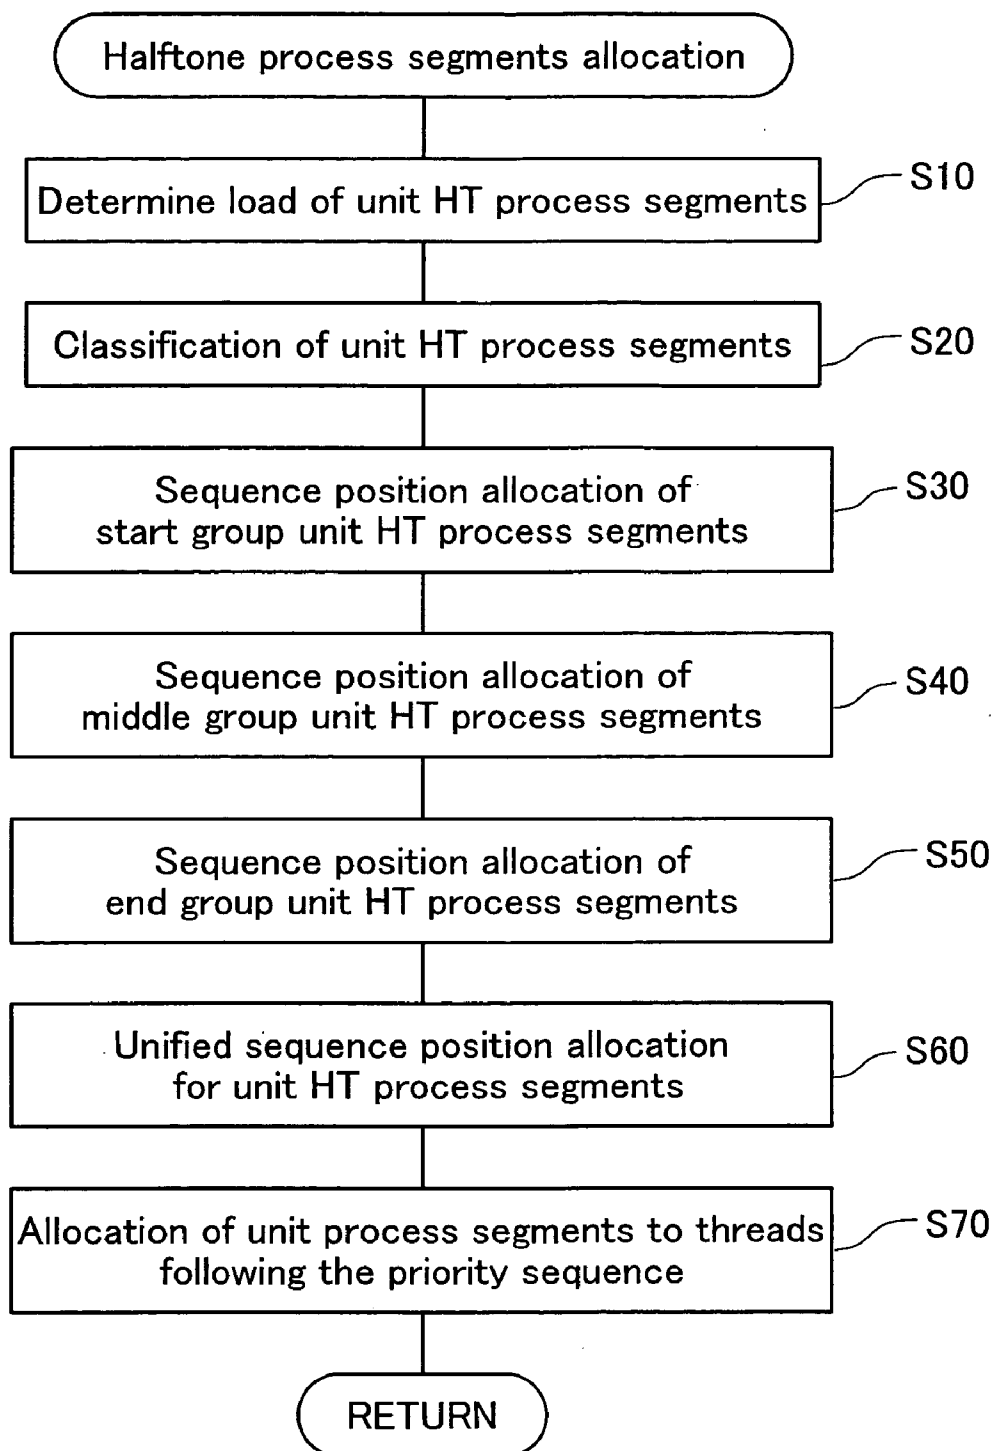 Halftone process segments allocation
Determine load of unit HT process segments
S10
Classification of unit HT process segments
S20
Sequence position allocation of
start group unit HT process segments
S30
Sequence position allocation of
middle group unit HT process segments
S40
Sequence position allocation of
end group unit HT process segments
S50
Unified sequence position allocation
for unit HT process segments
S60
Allocation of unit process segments to threads
following the priority sequence
S70
RETURN